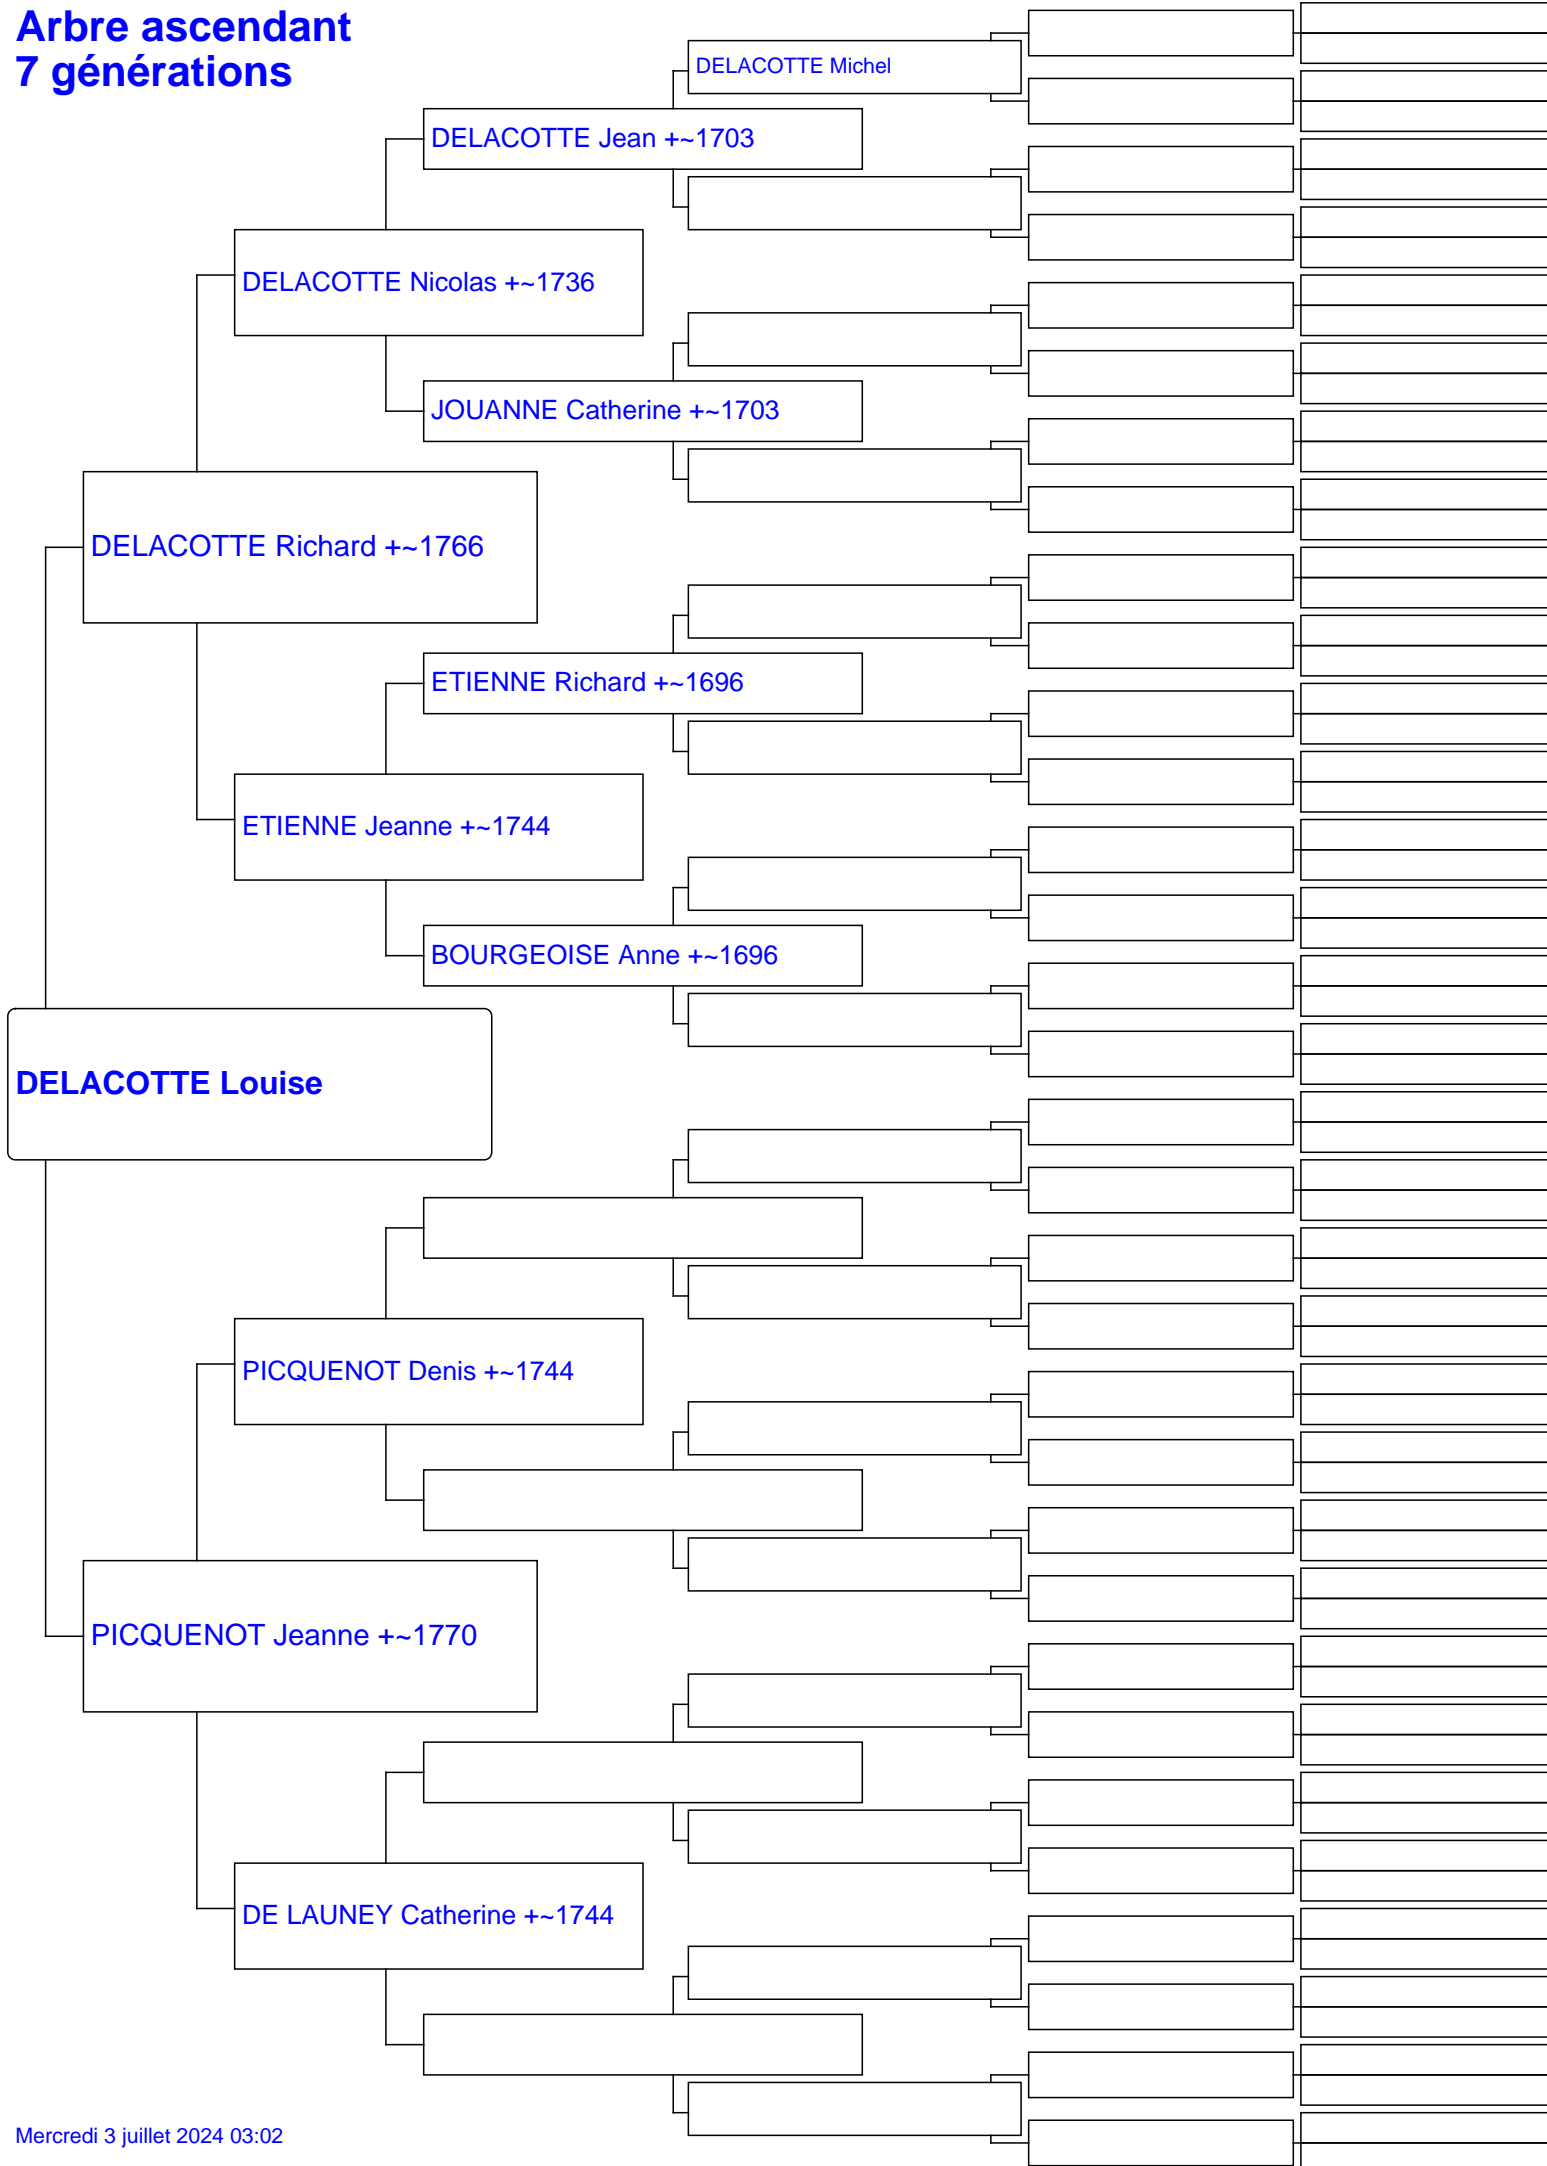 Arbre ascendant
7 générations
DELACOTTE Michel
DELACOTTE Jean +~1703
DELACOTTE Nicolas +~1736
JOUANNE Catherine +~1703
DELACOTTE Richard +~1766
ETIENNE Richard +~1696
ETIENNE Jeanne +~1744
BOURGEOISE Anne +~1696
DELACOTTE Louise
PICQUENOT Denis +~1744
PICQUENOT Jeanne +~1770
DE LAUNEY Catherine +~1744
Mercredi 3 juillet 2024 03:02